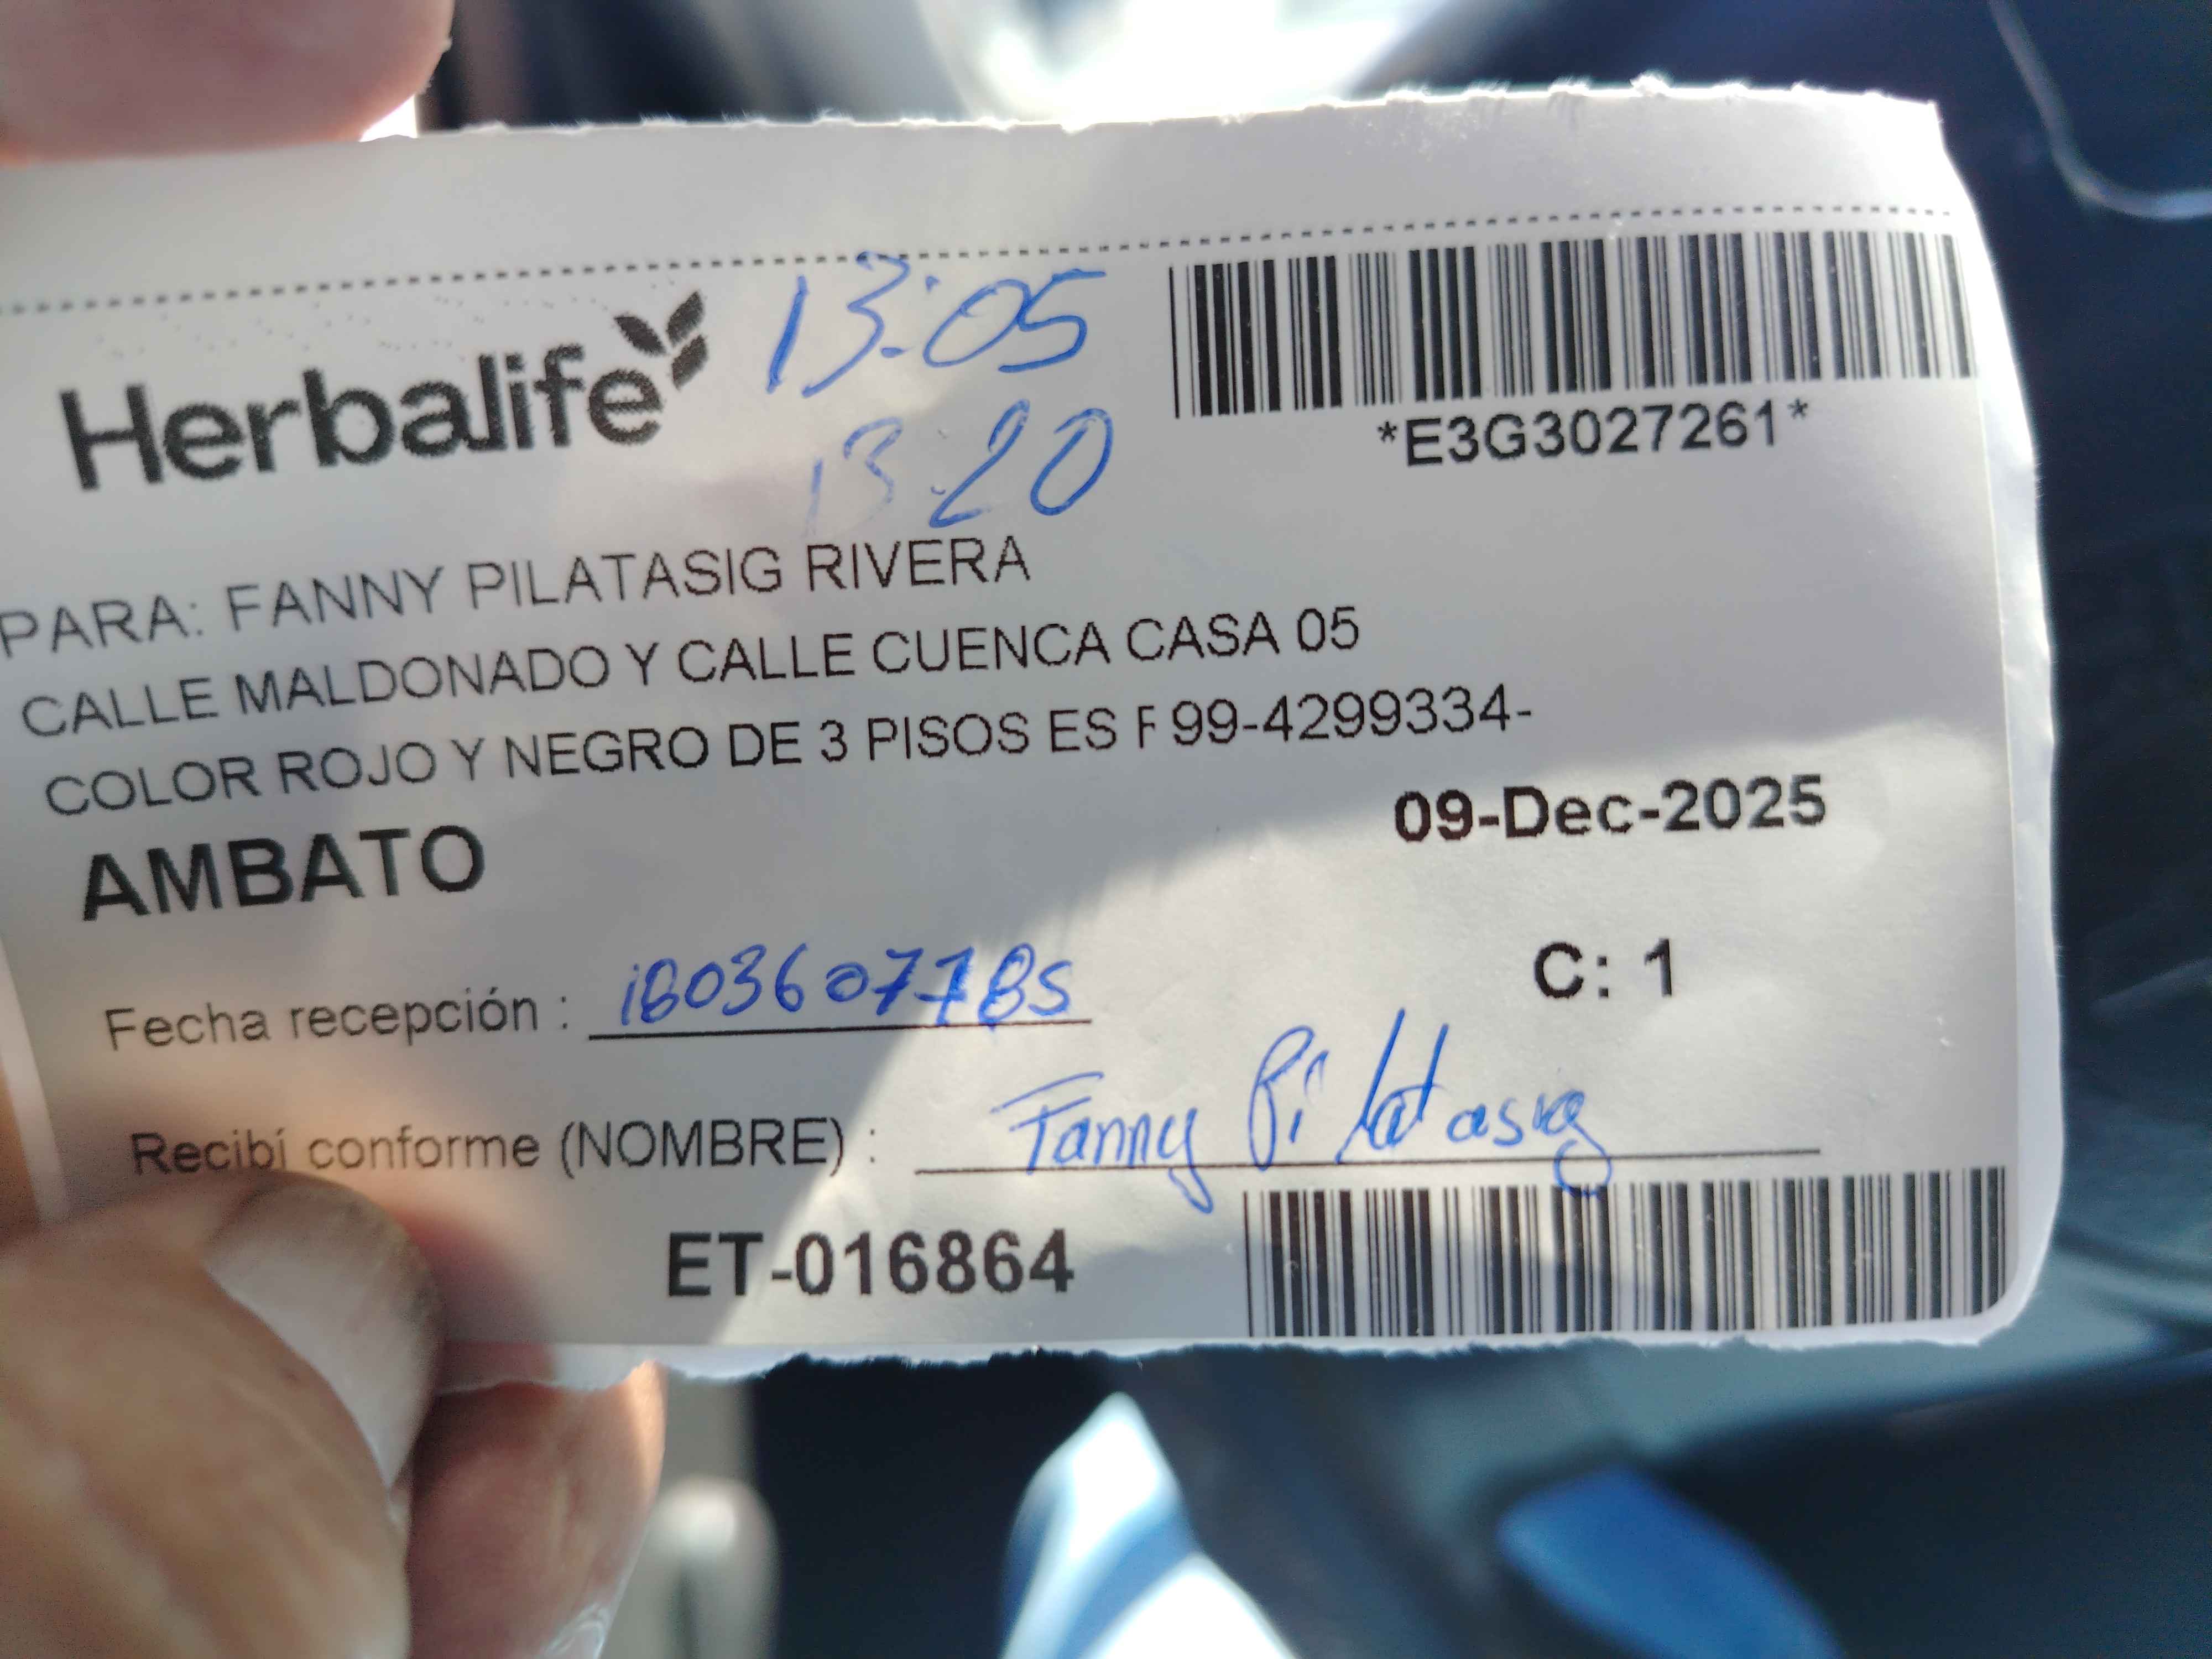 Herbalife
13:05
13:20
*E3G3027261*
PARA: FANNY PILATASIG RIVERA
CALLE MALDONADO Y CALLE CUENCA CASA 05
COLOR ROJO Y NEGRO DE 3 PISOS ES F 99-4299334-
AMBATO
09-Dec-2025
C: 1
Fecha recepción : 1803607785
Recibí conforme (NOMBRE) : Fanny Pilatasig
ET-016864